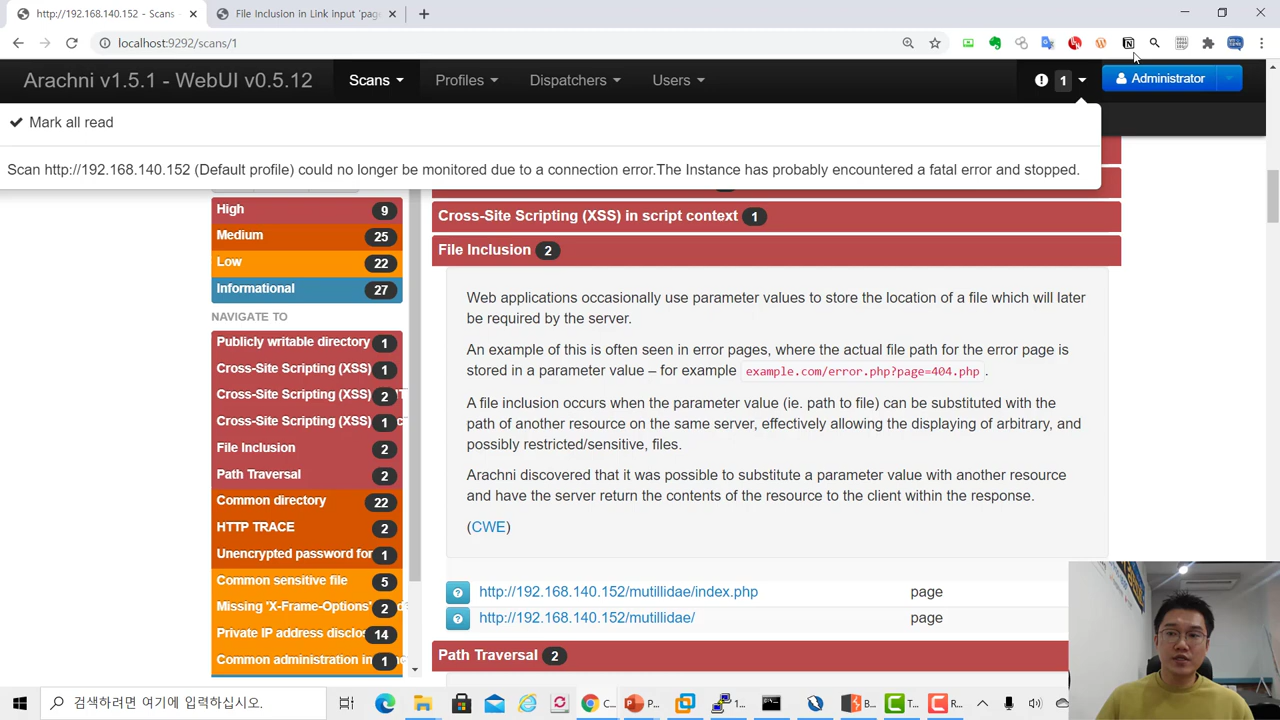 http://192.168.140.152 - Scans
File Inclusion in Link input 'page
localhost:9292/scans/1
Arachni v1.5.1 - WebUI v0.5.12
Scans
Profiles
Dispatchers
Users
1
Administrator
Mark all read
Scan http://192.168.140.152 (Default profile) could no longer be monitored due to a connection error.The Instance has probably encountered a fatal error and stopped.
High 9
Medium 25
Low 22
Informational 27
NAVIGATE TO
Publicly writable directory 1
Cross-Site Scripting (XSS) 1
Cross-Site Scripting (XSS) 2
Cross-Site Scripting (XSS) 1
File Inclusion 2
Path Traversal 2
Common directory 22
HTTP TRACE 2
Unencrypted password for 1
Common sensitive file 5
Missing 'X-Frame-Options' 2
Private IP address disclo 14
Common administration in 1
Cross-Site Scripting (XSS) in script context 1
File Inclusion 2
Web applications occasionally use parameter values to store the location of a file which will later
be required by the server.
An example of this is often seen in error pages, where the actual file path for the error page is
stored in a parameter value – for example example.com/error.php?page=404.php .
A file inclusion occurs when the parameter value (ie. path to file) can be substituted with the
path of another resource on the same server, effectively allowing the displaying of arbitrary, and
possibly restricted/sensitive, files.
Arachni discovered that it was possible to substitute a parameter value with another resource
and have the server return the contents of the resource to the client within the response.
(CWE)
http://192.168.140.152/mutillidae/index.php page
http://192.168.140.152/mutillidae/ page
Path Traversal 2
검색하려면 여기에 입력하십시오.
C...
P...
1...
B...
T...
R...